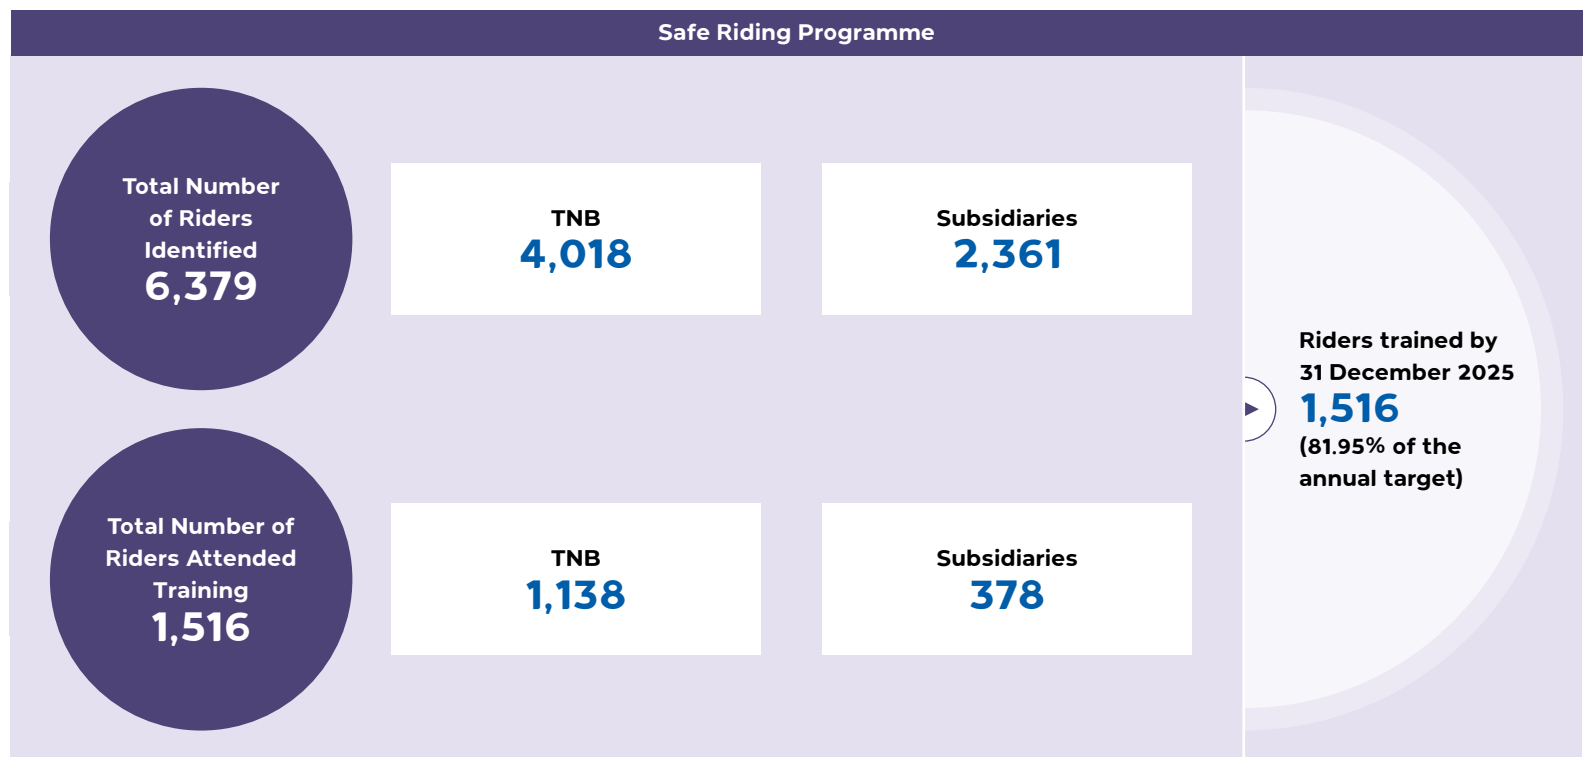 Safe Riding Programme
Total Number
of Riders
Identified
6,379
TNB
4,018
Subsidiaries
2,361
Total Number of
Riders Attended
Training
1,516
TNB
1,138
Subsidiaries
378
Riders trained by
31 December 2025
1,516
(81.95% of the
annual target)